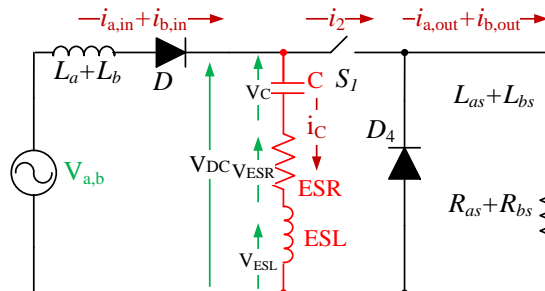 i_a,in + i_b,in
i_2
i_a,out + i_b,out
L_a+L_b
D
C
S_1
V_C
i_C
L_as+L_bs
V_a,b
V_DC
V_ESR
ESR
D_4
R_as+R_bs
ESL
V_ESL